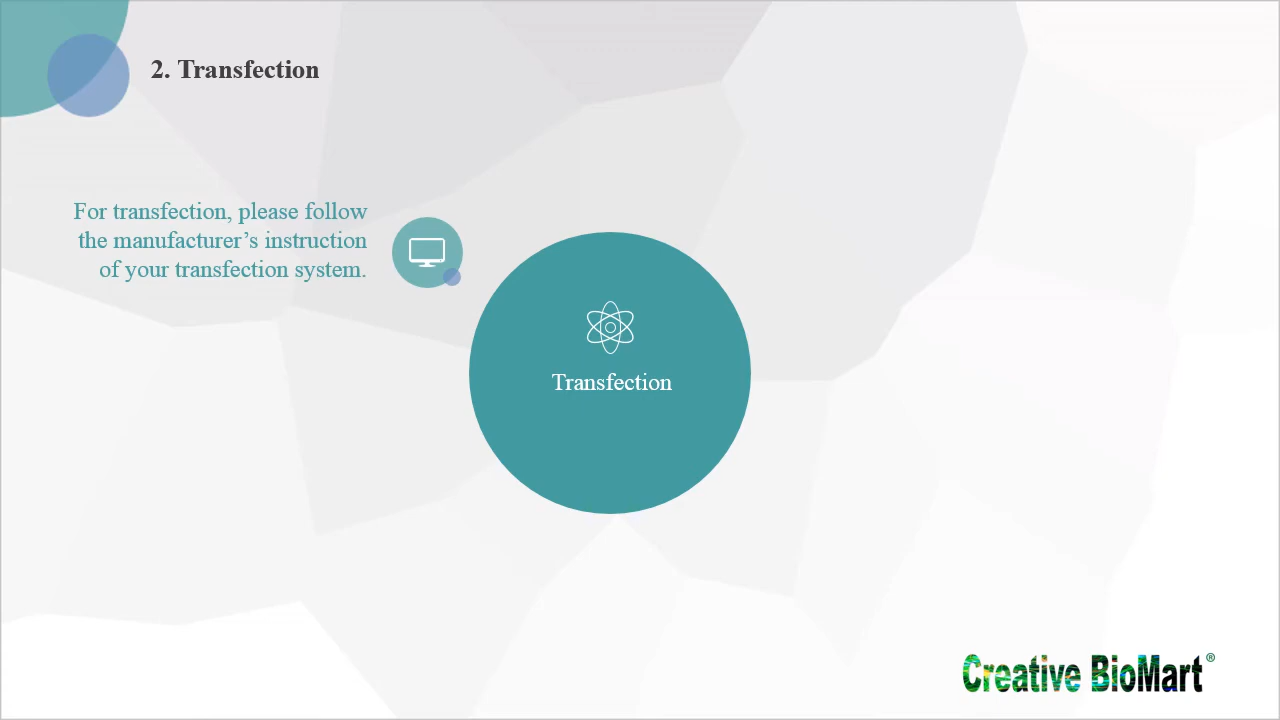 2. Transfection
For transfection, please follow
the manufacturer’s instruction
of your transfection system.
Transfection
Creative BioMart®